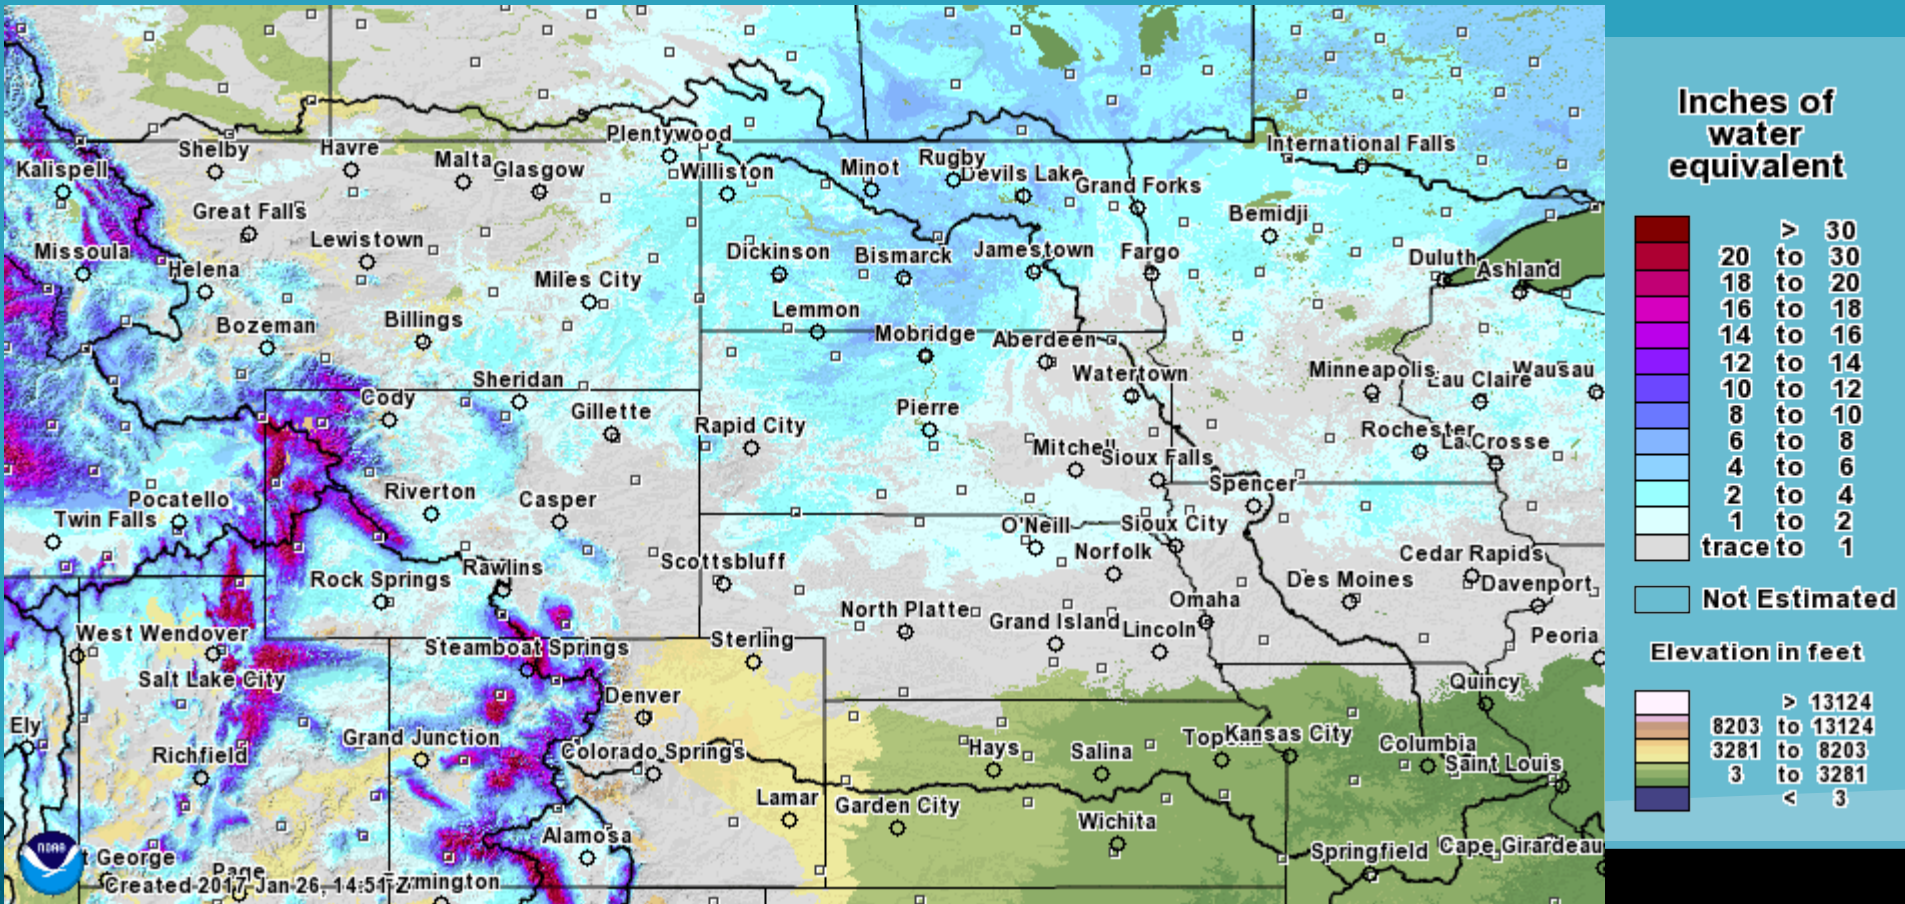 Plentywood
Shelby
Havre
Malta
Glasgow
Kalispell
Williston
Minot
Rugby
Devils Lake
Grand Forks
International Falls
Great Falls
Lewistown
Bemidji
Missoula
Helena
Miles City
Dickinson
Bismarck
Jamestown
Fargo
Duluth
Ashland
Bozeman
Billings
Lemmon
Mobridge
Aberdeen
Watertown
Minneapolis
Eau Claire
Wausau
Cody
Sheridan
Gillette
Rapid City
Pierre
Mitchell
Sioux Falls
Rochester
La Crosse
Pocatello
Twin Falls
Riverton
Casper
Spencer
O'Neill
Sioux City
Norfolk
Rock Springs
Rawlins
Scottsbluff
Cedar Rapids
Des Moines
Davenport
West Wendover
North Platte
Grand Island
Lincoln
Omaha
Peoria
Salt Lake City
Steamboat Springs
Sterling
Denver
Quincy
Ely
Richfield
Grand Junction
Colorado Springs
Hays
Salina
Kansas City
Columbia
Saint Louis
Lamar
Garden City
Wichita
Alamosa
Springfield
Cape Girardeau
t George
Page
mington
NOAA
Created 2017 Jan 26, 14:51 Z
Inches of
water
equivalent
> 30
20 to 30
18 to 20
16 to 18
14 to 16
12 to 14
10 to 12
8 to 10
6 to 8
4 to 6
2 to 4
1 to 2
trace to 1
Not Estimated
Elevation in feet
> 13124
8203 to 13124
3281 to 8203
3 to 3281
< 3